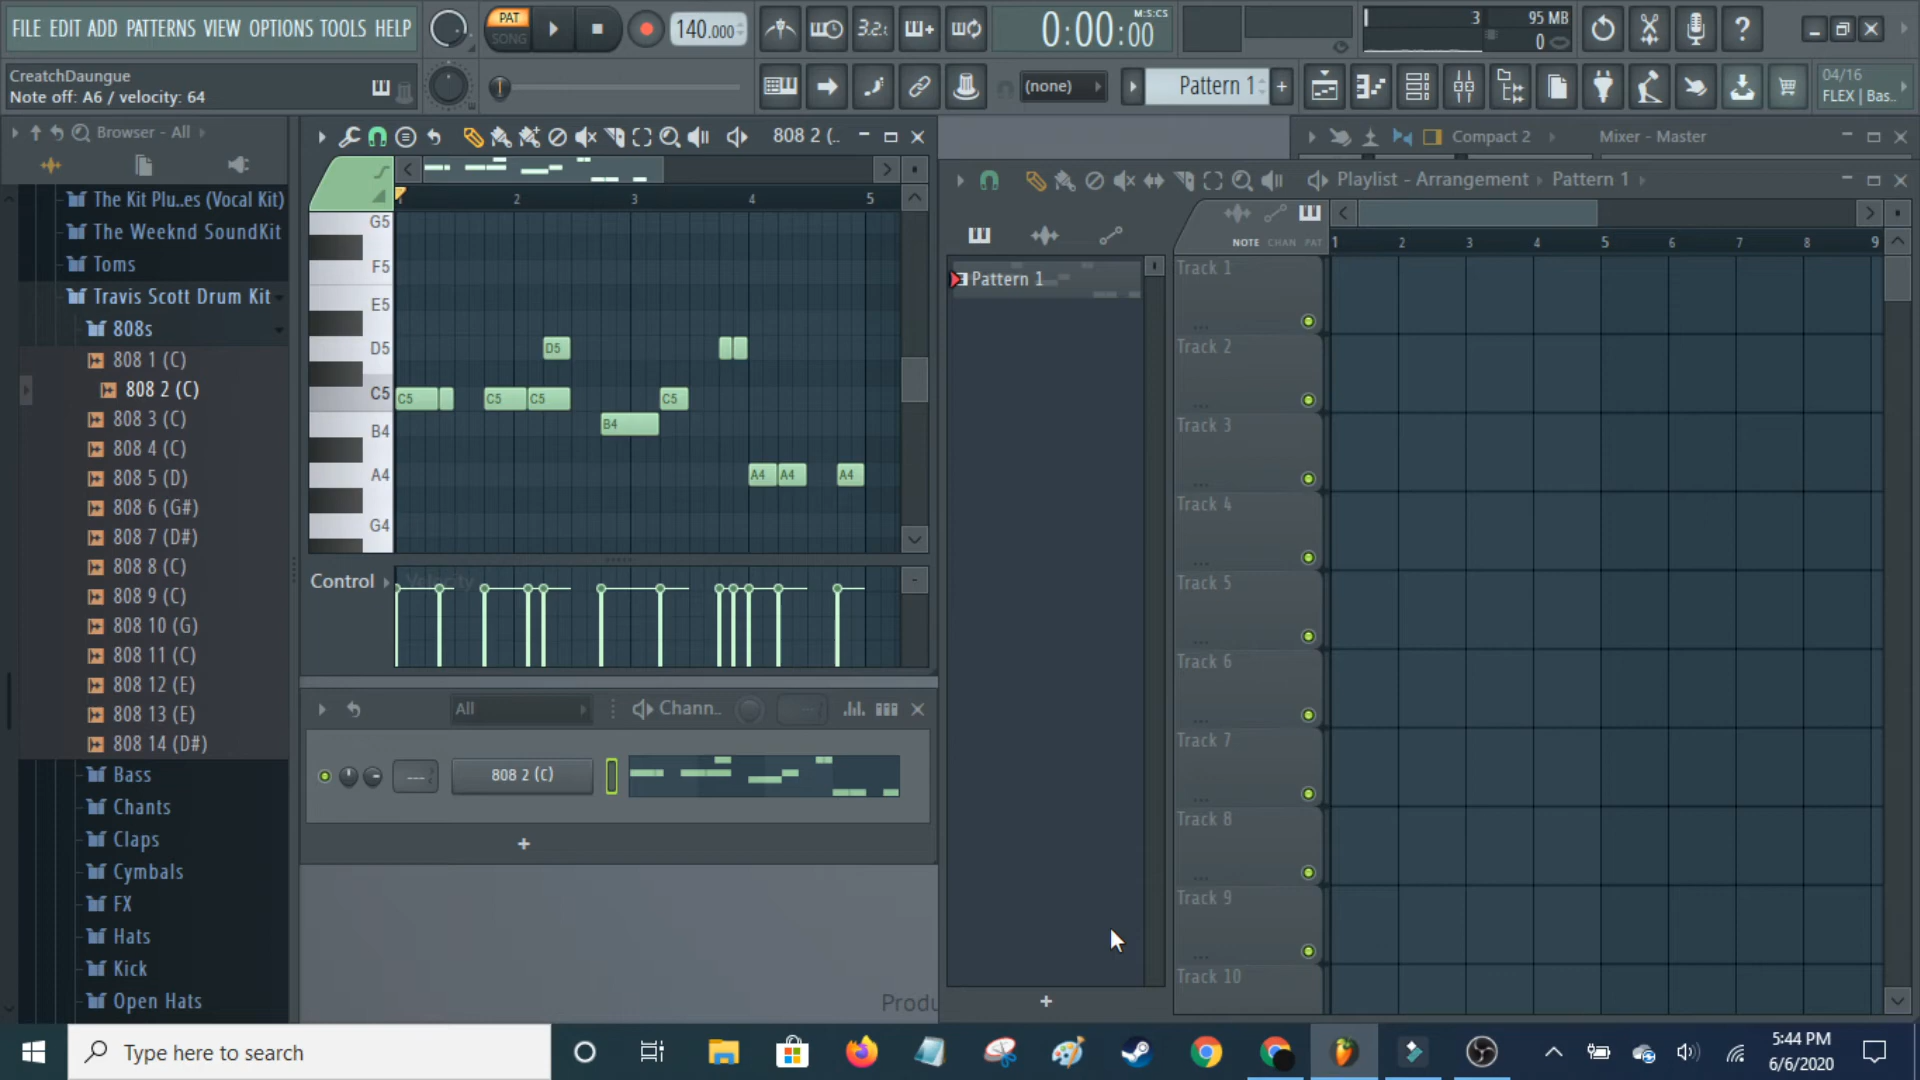 FILE EDIT ADD PATTERNS VIEW OPTIONS TOOLS HELP
PAT
SONG
140.000
3.2.
0:00:00
M:S:CS
3
95 MB
0
CreatchDaungue
Note off: A6 / velocity: 64
(none)
Pattern 1
+
04/16
FLEX | Bas..
Browser - All
808 2 (..
Compact 2
Mixer - Master
Playlist - Arrangement
Pattern 1
The Kit Plu..es (Vocal Kit)
The Weeknd SoundKit
Toms
Travis Scott Drum Kit
808s
808 1 (C)
808 2 (C)
808 3 (C)
808 4 (C)
808 5 (D)
808 6 (G#)
808 7 (D#)
808 8 (C)
808 9 (C)
808 10 (G)
808 11 (C)
808 12 (E)
808 13 (E)
808 14 (D#)
Bass
Chants
Claps
Cymbals
FX
Hats
Kick
Open Hats
2 3 4 5
G5
F5
E5
D5 D5
C5 C5 C5 C5 C5
B4 B4
A4 A4 A4 A4
G4
Control
Velocity
All
Chann..
---
808 2 (C)
+
Produ
NOTE CHAN PAT
1 2 3 4 5 6 7 8 9
Pattern 1
+
Track 1
Track 2
Track 3
Track 4
Track 5
Track 6
Track 7
Track 8
Track 9
Track 10
Type here to search
5:44 PM
6/6/2020